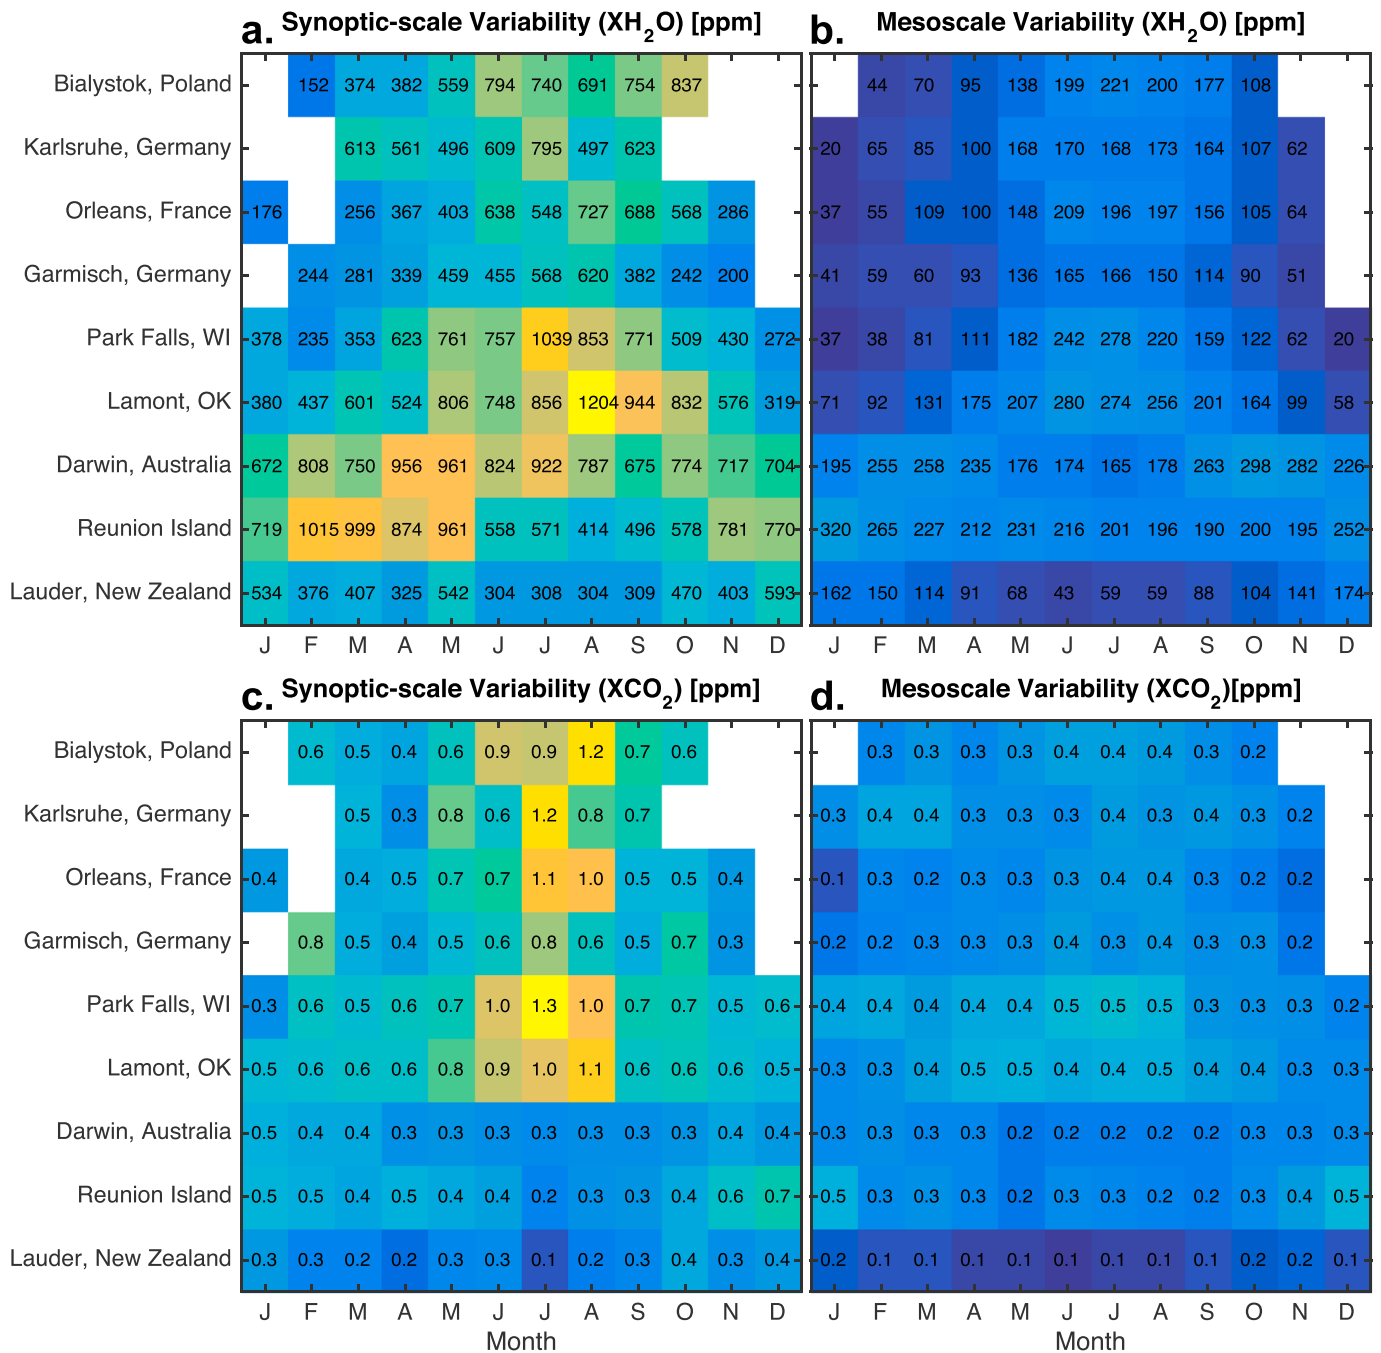 a. Synoptic-scale Variability (XH2O) [ppm]
Bialystok, Poland 152 374 382 559 794 740 691 754 837
Karlsruhe, Germany 613 561 496 609 795 497 623
Orleans, France 176 256 367 403 638 548 727 688 568 286
Garmisch, Germany 244 281 339 459 455 568 620 382 242 200
Park Falls, WI 378 235 353 623 761 757 1039 853 771 509 430 272
Lamont, OK 380 437 601 524 806 748 856 1204 944 832 576 319
Darwin, Australia 672 808 750 956 961 824 922 787 675 774 717 704
Reunion Island 719 1015 999 874 961 558 571 414 496 578 781 770
Lauder, New Zealand 534 376 407 325 542 304 308 304 309 470 403 593
J F M A M J J A S O N D
b. Mesoscale Variability (XH2O) [ppm]
44 70 95 138 199 221 200 177 108
20 65 85 100 168 170 168 173 164 107 62
37 55 109 100 148 209 196 197 156 105 64
41 59 60 93 136 165 166 150 114 90 51
37 38 81 111 182 242 278 220 159 122 62 20
71 92 131 175 207 280 274 256 201 164 99 58
195 255 258 235 176 174 165 178 263 298 282 226
320 265 227 212 231 216 201 196 190 200 195 252
162 150 114 91 68 43 59 59 88 104 141 174
J F M A M J J A S O N D
c. Synoptic-scale Variability (XCO2) [ppm]
Bialystok, Poland 0.6 0.5 0.4 0.6 0.9 0.9 1.2 0.7 0.6
Karlsruhe, Germany 0.5 0.3 0.8 0.6 1.2 0.8 0.7
Orleans, France 0.4 0.4 0.5 0.7 0.7 1.1 1.0 0.5 0.5 0.4
Garmisch, Germany 0.8 0.5 0.4 0.5 0.6 0.8 0.6 0.5 0.7 0.3
Park Falls, WI 0.3 0.6 0.5 0.6 0.7 1.0 1.3 1.0 0.7 0.7 0.5 0.6
Lamont, OK 0.5 0.6 0.6 0.6 0.8 0.9 1.0 1.1 0.6 0.6 0.6 0.5
Darwin, Australia 0.5 0.4 0.4 0.3 0.3 0.3 0.3 0.3 0.3 0.3 0.4 0.4
Reunion Island 0.5 0.5 0.4 0.5 0.4 0.4 0.2 0.3 0.3 0.4 0.6 0.7
Lauder, New Zealand 0.3 0.3 0.2 0.2 0.3 0.3 0.1 0.2 0.3 0.4 0.3 0.4
J F M A M J J A S O N D
Month
d. Mesoscale Variability (XCO2)[ppm]
0.3 0.3 0.3 0.3 0.4 0.4 0.4 0.3 0.2
0.3 0.4 0.4 0.3 0.3 0.3 0.4 0.3 0.4 0.3 0.2
0.1 0.3 0.2 0.3 0.3 0.3 0.4 0.4 0.3 0.2 0.2
0.2 0.2 0.3 0.3 0.3 0.4 0.3 0.4 0.3 0.3 0.2
0.4 0.4 0.4 0.4 0.4 0.5 0.5 0.5 0.3 0.3 0.3 0.2
0.3 0.3 0.4 0.5 0.5 0.4 0.4 0.5 0.4 0.4 0.3 0.3
0.3 0.3 0.3 0.3 0.2 0.2 0.2 0.2 0.2 0.3 0.3 0.3
0.5 0.3 0.3 0.3 0.2 0.3 0.3 0.2 0.2 0.3 0.4 0.5
0.2 0.1 0.1 0.1 0.1 0.1 0.1 0.1 0.1 0.2 0.2 0.1
J F M A M J J A S O N D
Month